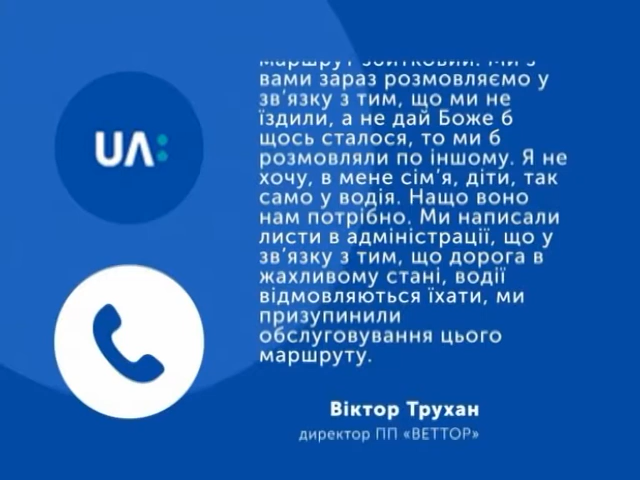 UA:
маршрут збитковий. Ми з
вами зараз розмовляємо у
зв'язку з тим, що ми не
їздили, а не дай Боже б
щось сталося, то ми б
розмовляли по іншому. Я не
хочу, в мене сім'я, діти, так
само у водія. Нащо воно
нам потрібно. Ми написали
листи в адміністрації, що у
зв'язку з тим, що дорога в
жахливому стані, водії
відмовляються їхати, ми
призупинили
обслуговування цього
маршруту.
Віктор Трухан
директор ПП «ВЕТТОР»